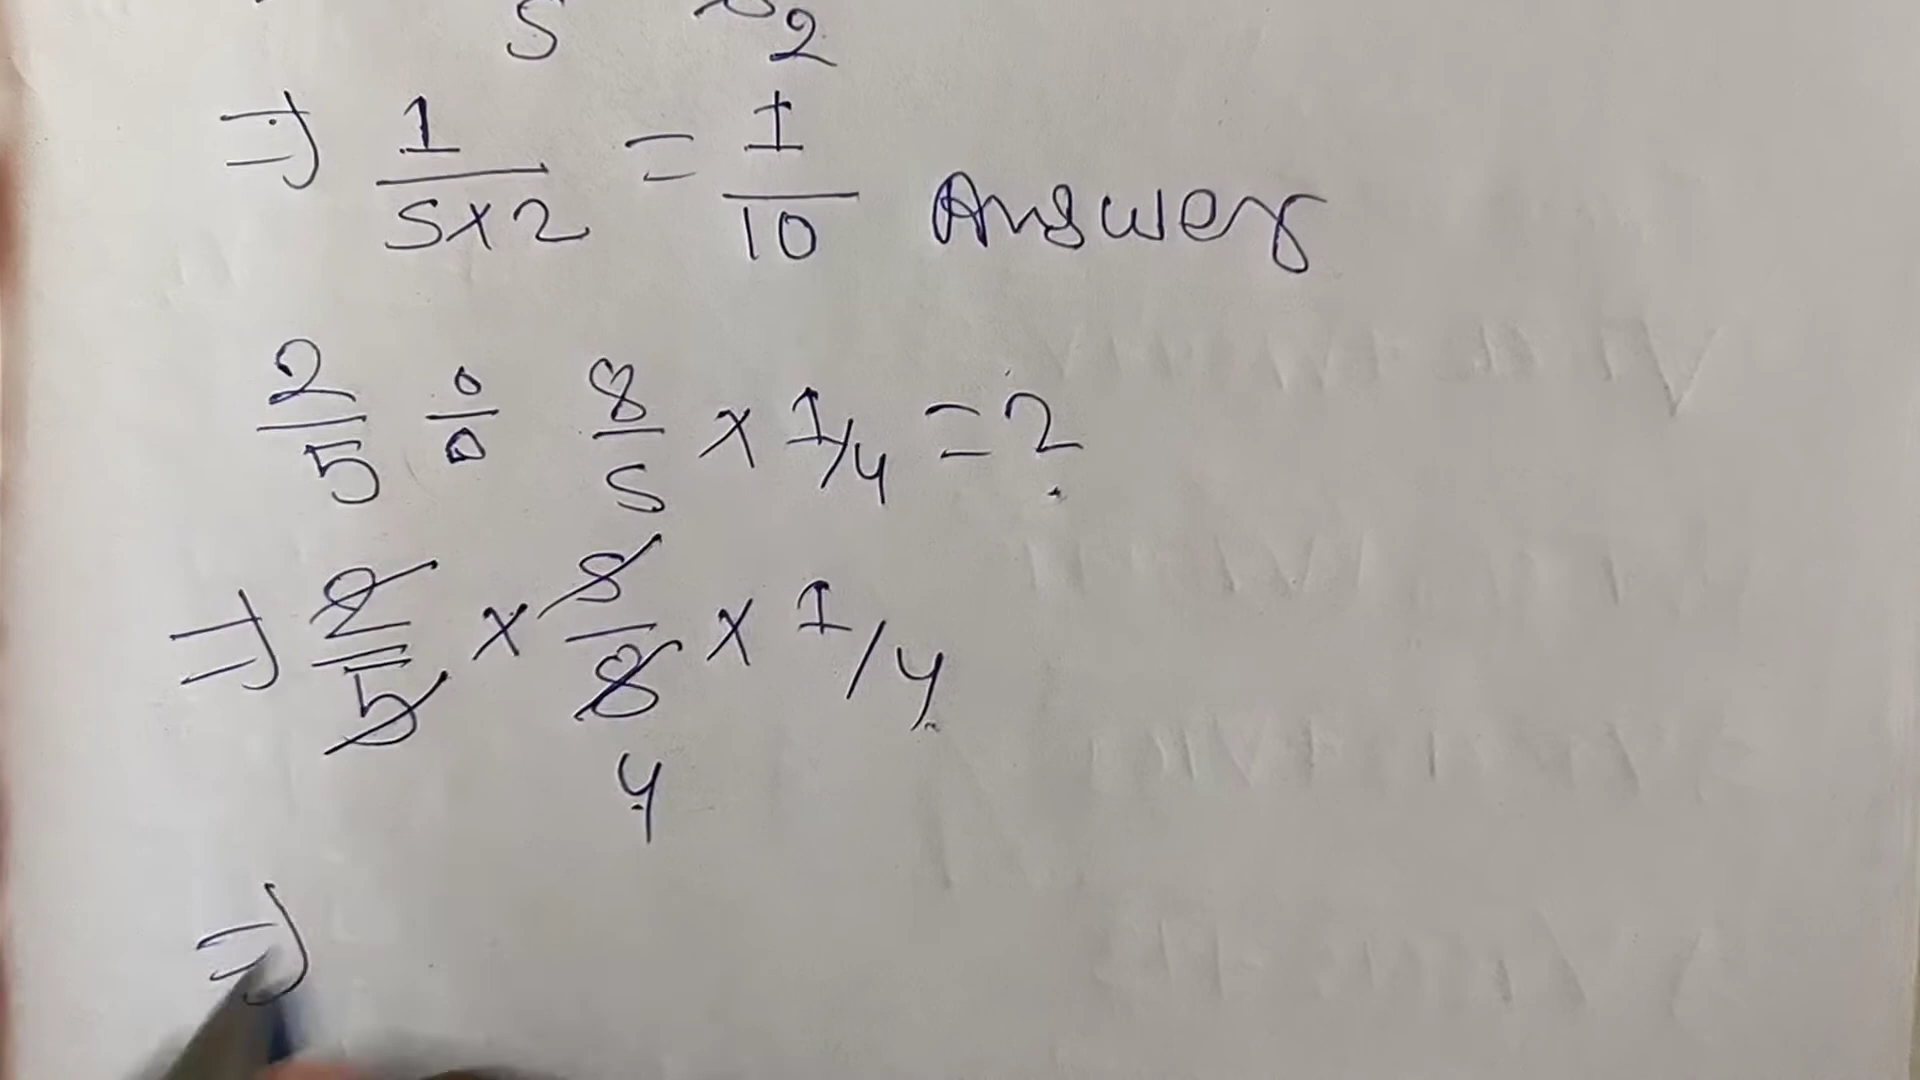 5 2
⇒ 1/(5×2) = 1/10 Answer
2/5 ÷ 8/5 × 1/4 = ?
⇒ 2/5 × 5/8 × 1/4
4
⇒